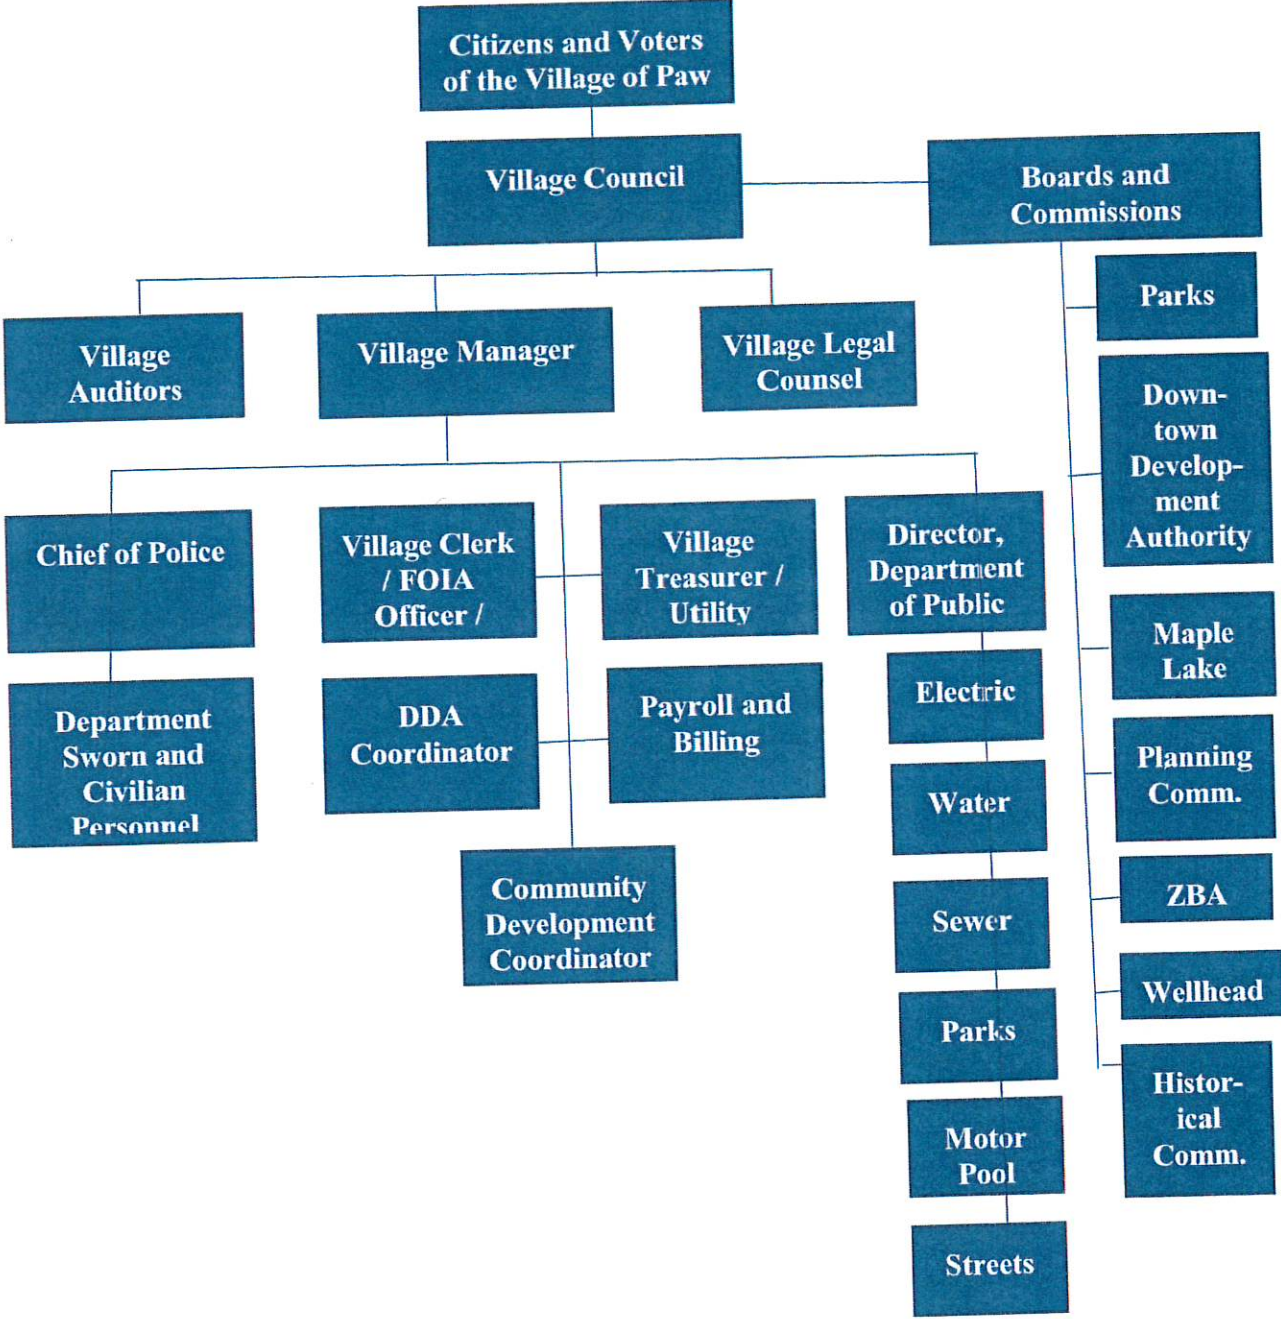 Citizens and Voters
of the Village of Paw
Village Council
Boards and
Commissions
Village
Auditors
Village Manager
Village Legal
Counsel
Chief of Police
Department
Sworn and
Civilian
Personnel
Village Clerk
/ FOIA
Officer /
Village
Treasurer /
Utility
DDA
Coordinator
Payroll and
Billing
Community
Development
Coordinator
Director,
Department
of Public
Electric
Water
Sewer
Parks
Motor
Pool
Streets
Parks
Down-
town
Develop-
ment
Authority
Maple
Lake
Planning
Comm.
ZBA
Wellhead
Histor-
ical
Comm.